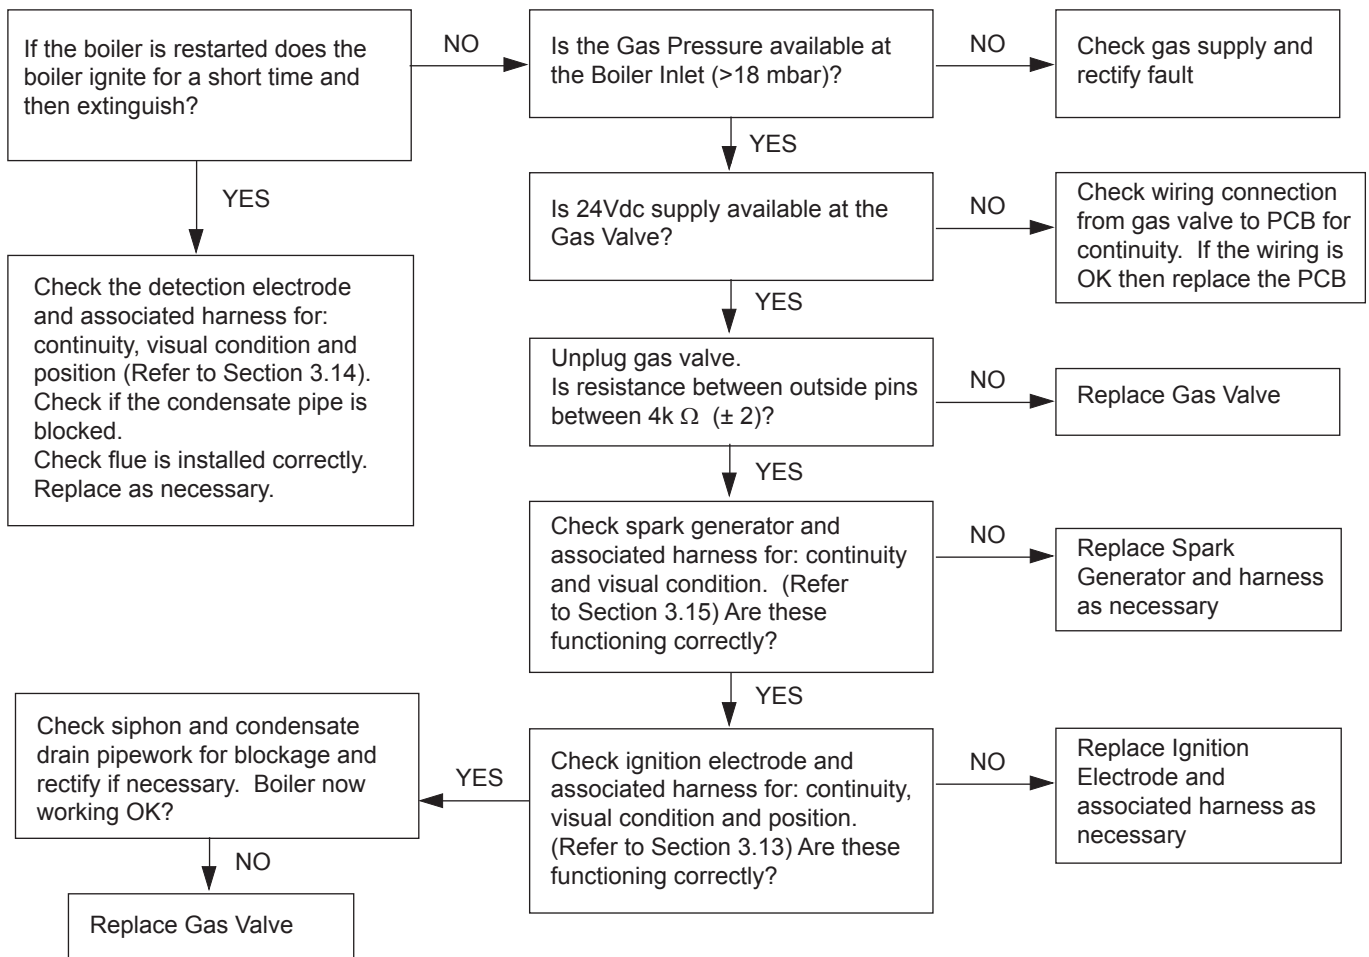 If the boiler is restarted does the
boiler ignite for a short time and
then extinguish?
NO
Is the Gas Pressure available at
the Boiler Inlet (>18 mbar)?
NO
Check gas supply and
rectify fault
YES
YES
Check the detection electrode
and associated harness for:
continuity, visual condition and
position (Refer to Section 3.14).
Check if the condensate pipe is
blocked.
Check flue is installed correctly.
Replace as necessary.
Is 24Vdc supply available at the
Gas Valve?
NO
Check wiring connection
from gas valve to PCB for
continuity. If the wiring is
OK then replace the PCB
YES
Unplug gas valve.
Is resistance between outside pins
between 4k Ω (± 2)?
NO
Replace Gas Valve
YES
Check spark generator and
associated harness for: continuity
and visual condition. (Refer
to Section 3.15) Are these
functioning correctly?
NO
Replace Spark
Generator and harness
as necessary
YES
Check ignition electrode and
associated harness for: continuity,
visual condition and position.
(Refer to Section 3.13) Are these
functioning correctly?
NO
Replace Ignition
Electrode and
associated harness as
necessary
YES
Check siphon and condensate
drain pipework for blockage and
rectify if necessary. Boiler now
working OK?
NO
Replace Gas Valve